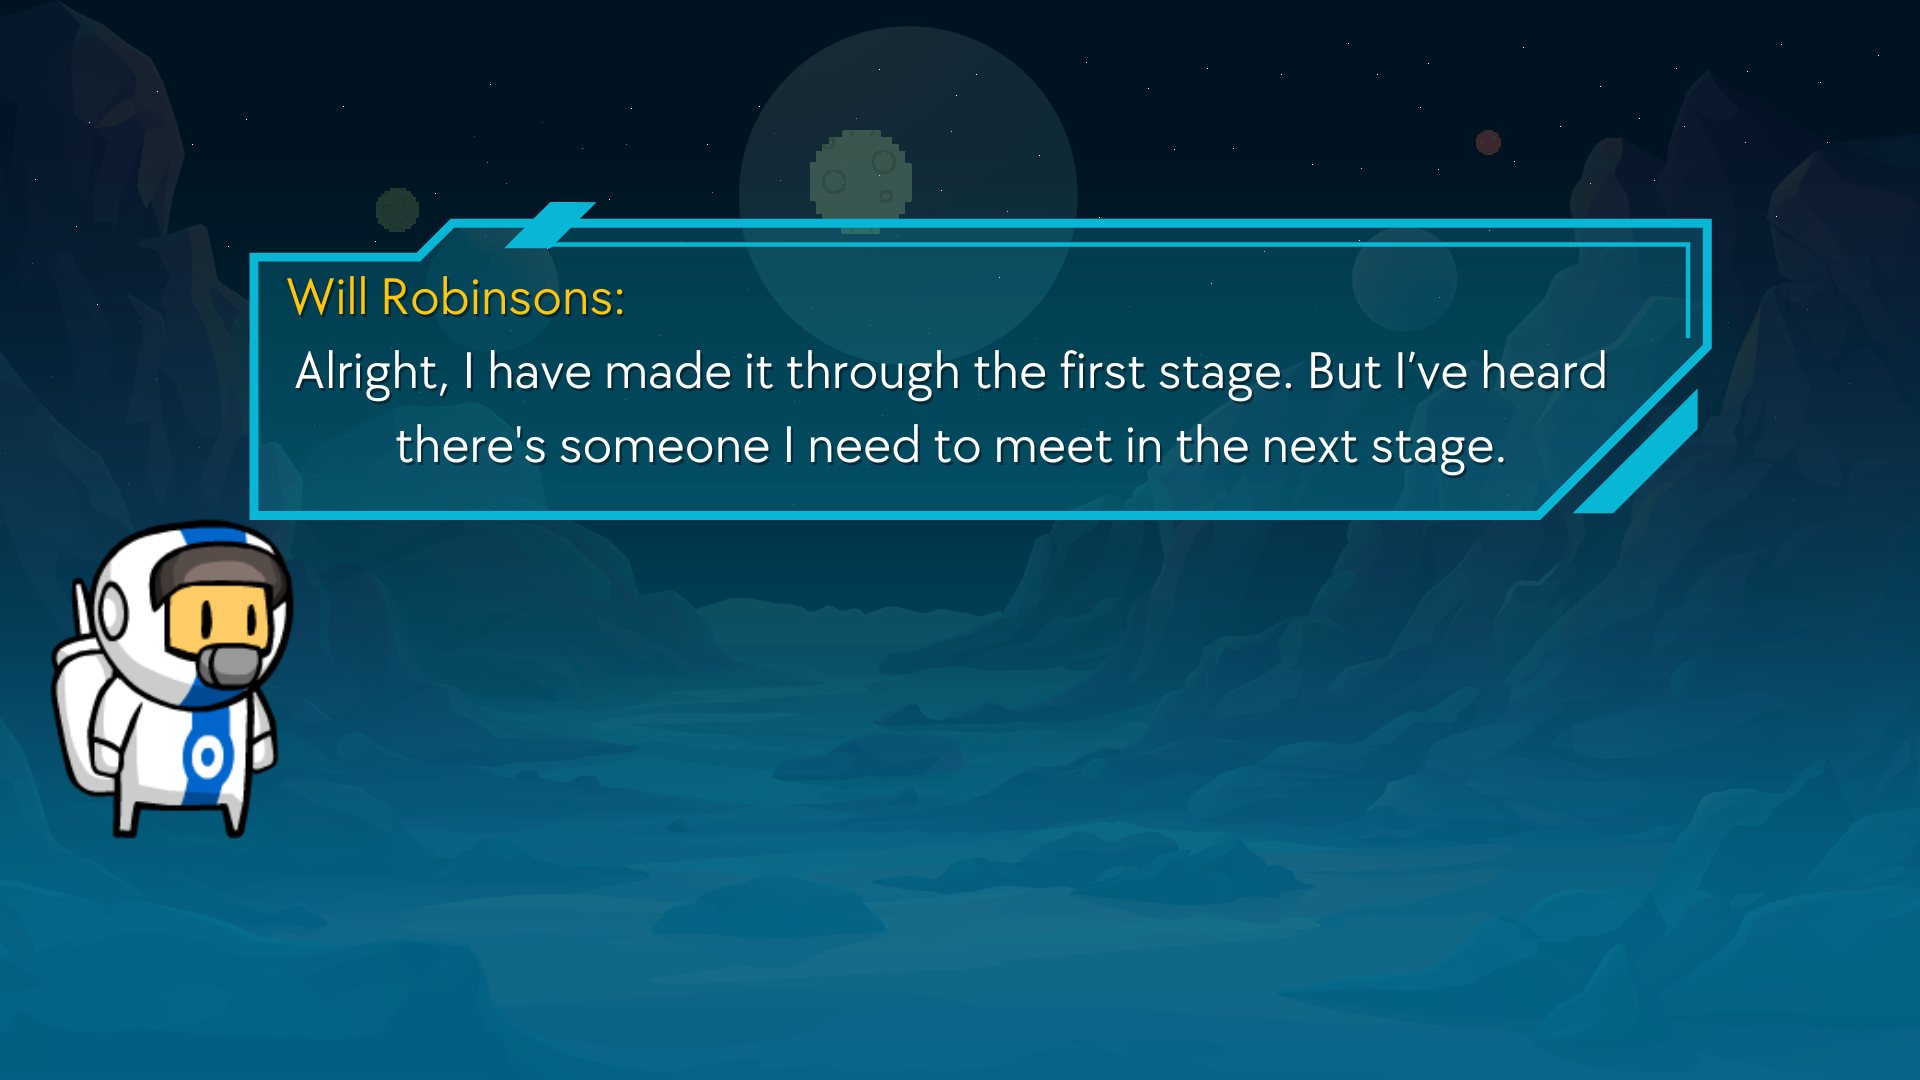 Will Robinsons:
Alright, I have made it through the first stage. But I’ve heard
there's someone I need to meet in the next stage.